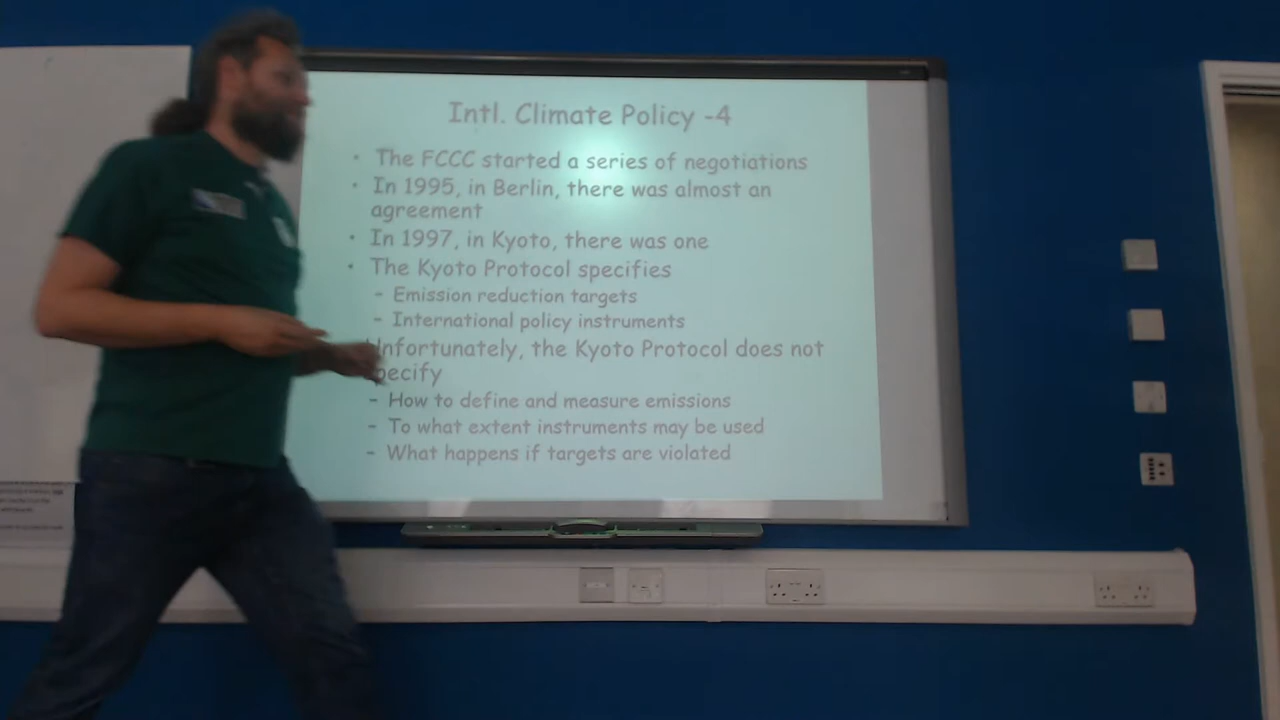 Intl. Climate Policy -4
• The FCCC started a series of negotiations
• In 1995, in Berlin, there was almost an
agreement
• In 1997, in Kyoto, there was one
• The Kyoto Protocol specifies
- Emission reduction targets
- International policy instruments
Unfortunately, the Kyoto Protocol does not
specify
- How to define and measure emissions
- To what extent instruments may be used
- What happens if targets are violated